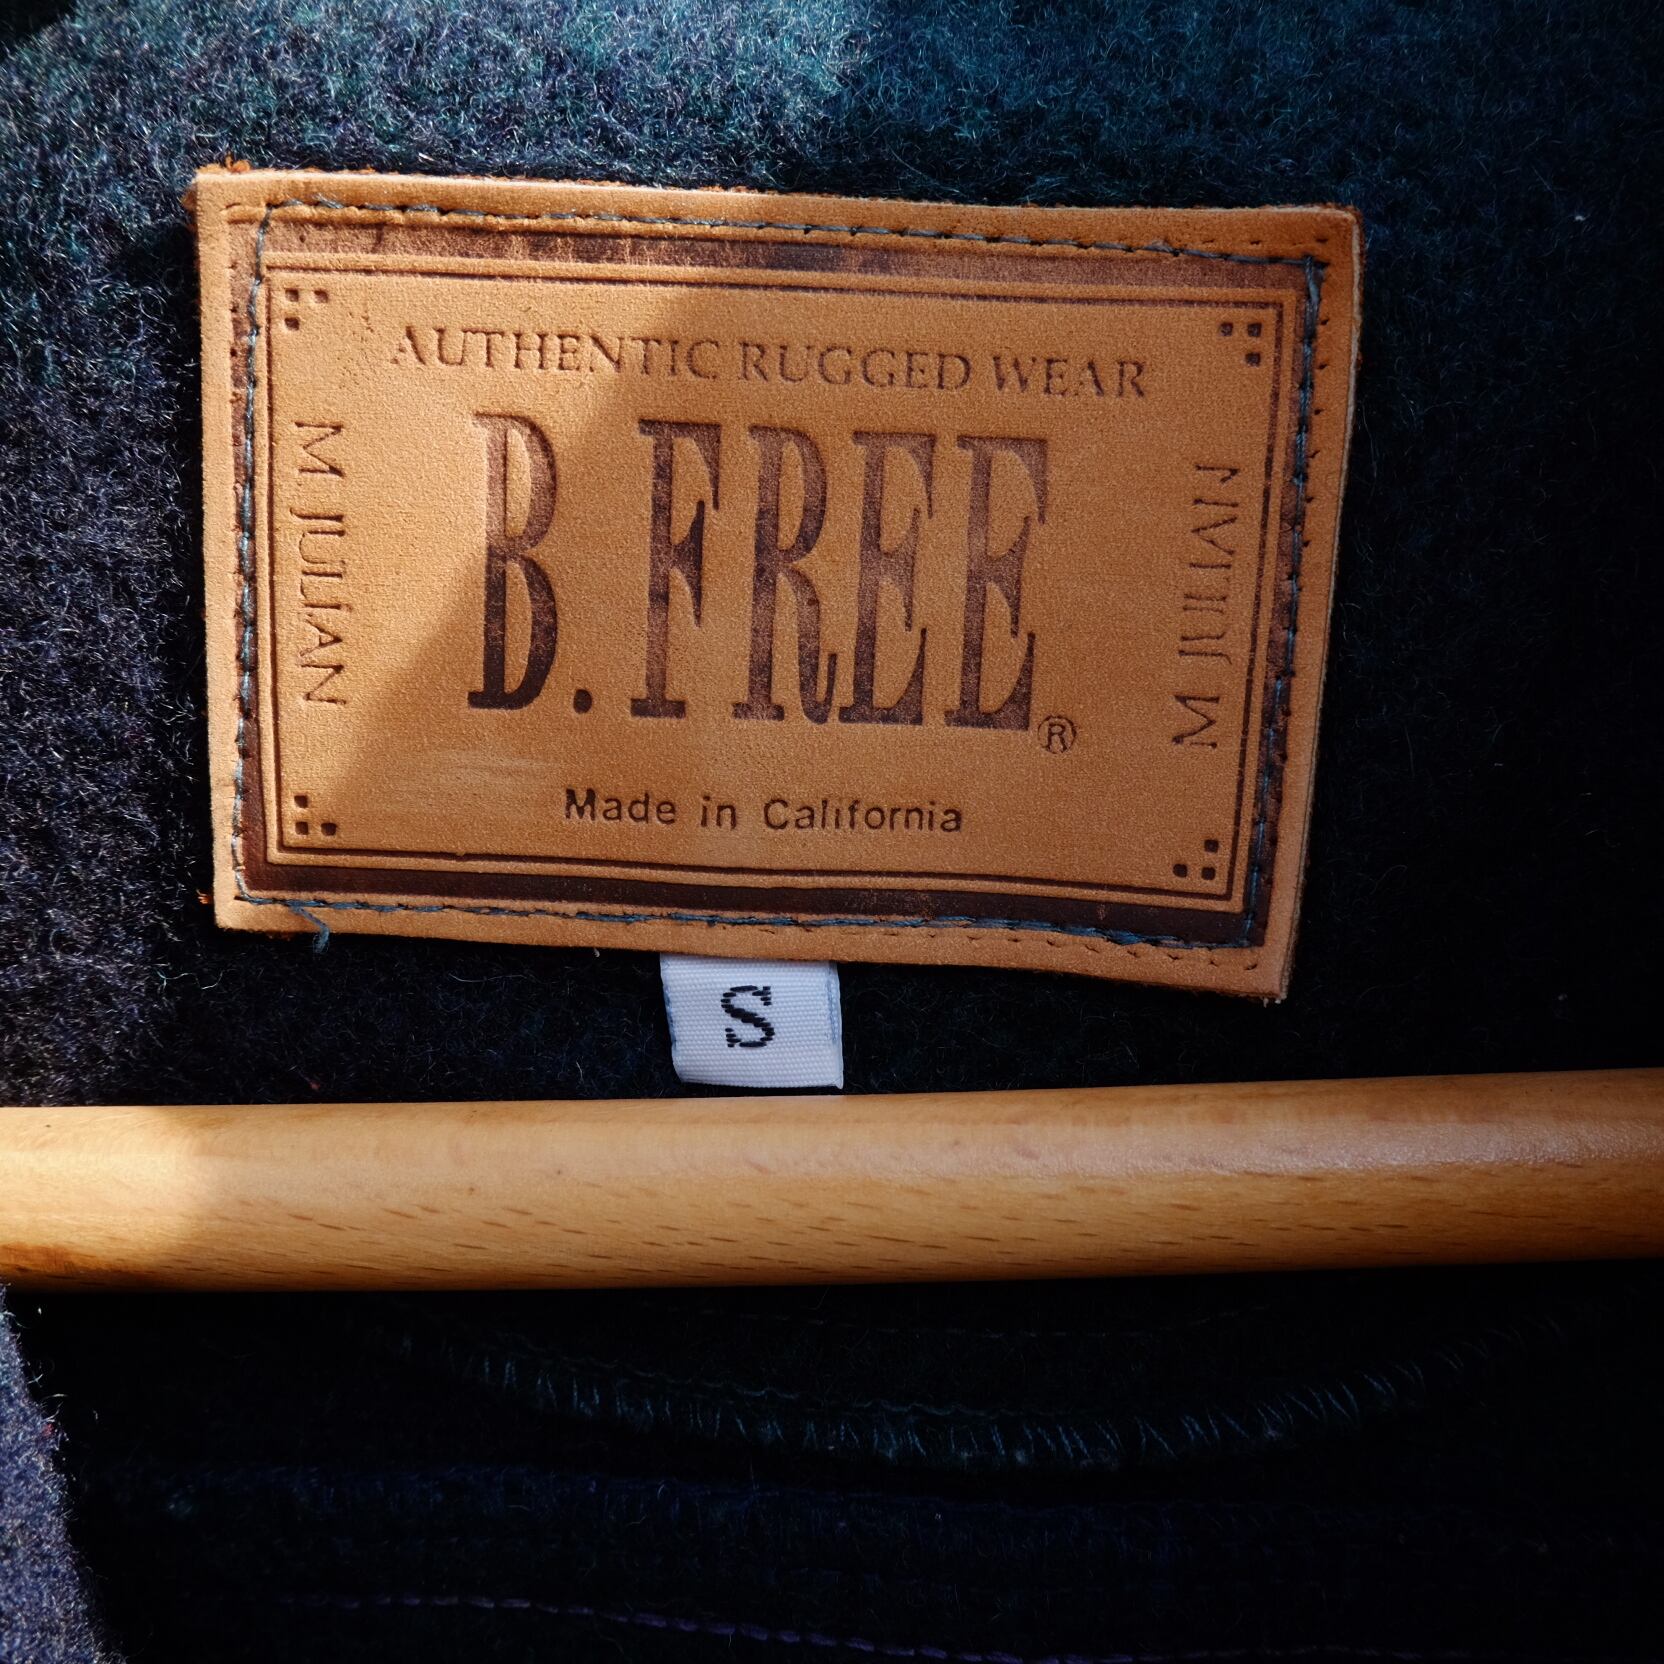 AUTHENTIC RUGGED WEAR
M. JULIAN
B. FREE®
M JULIAN
Made in California
S